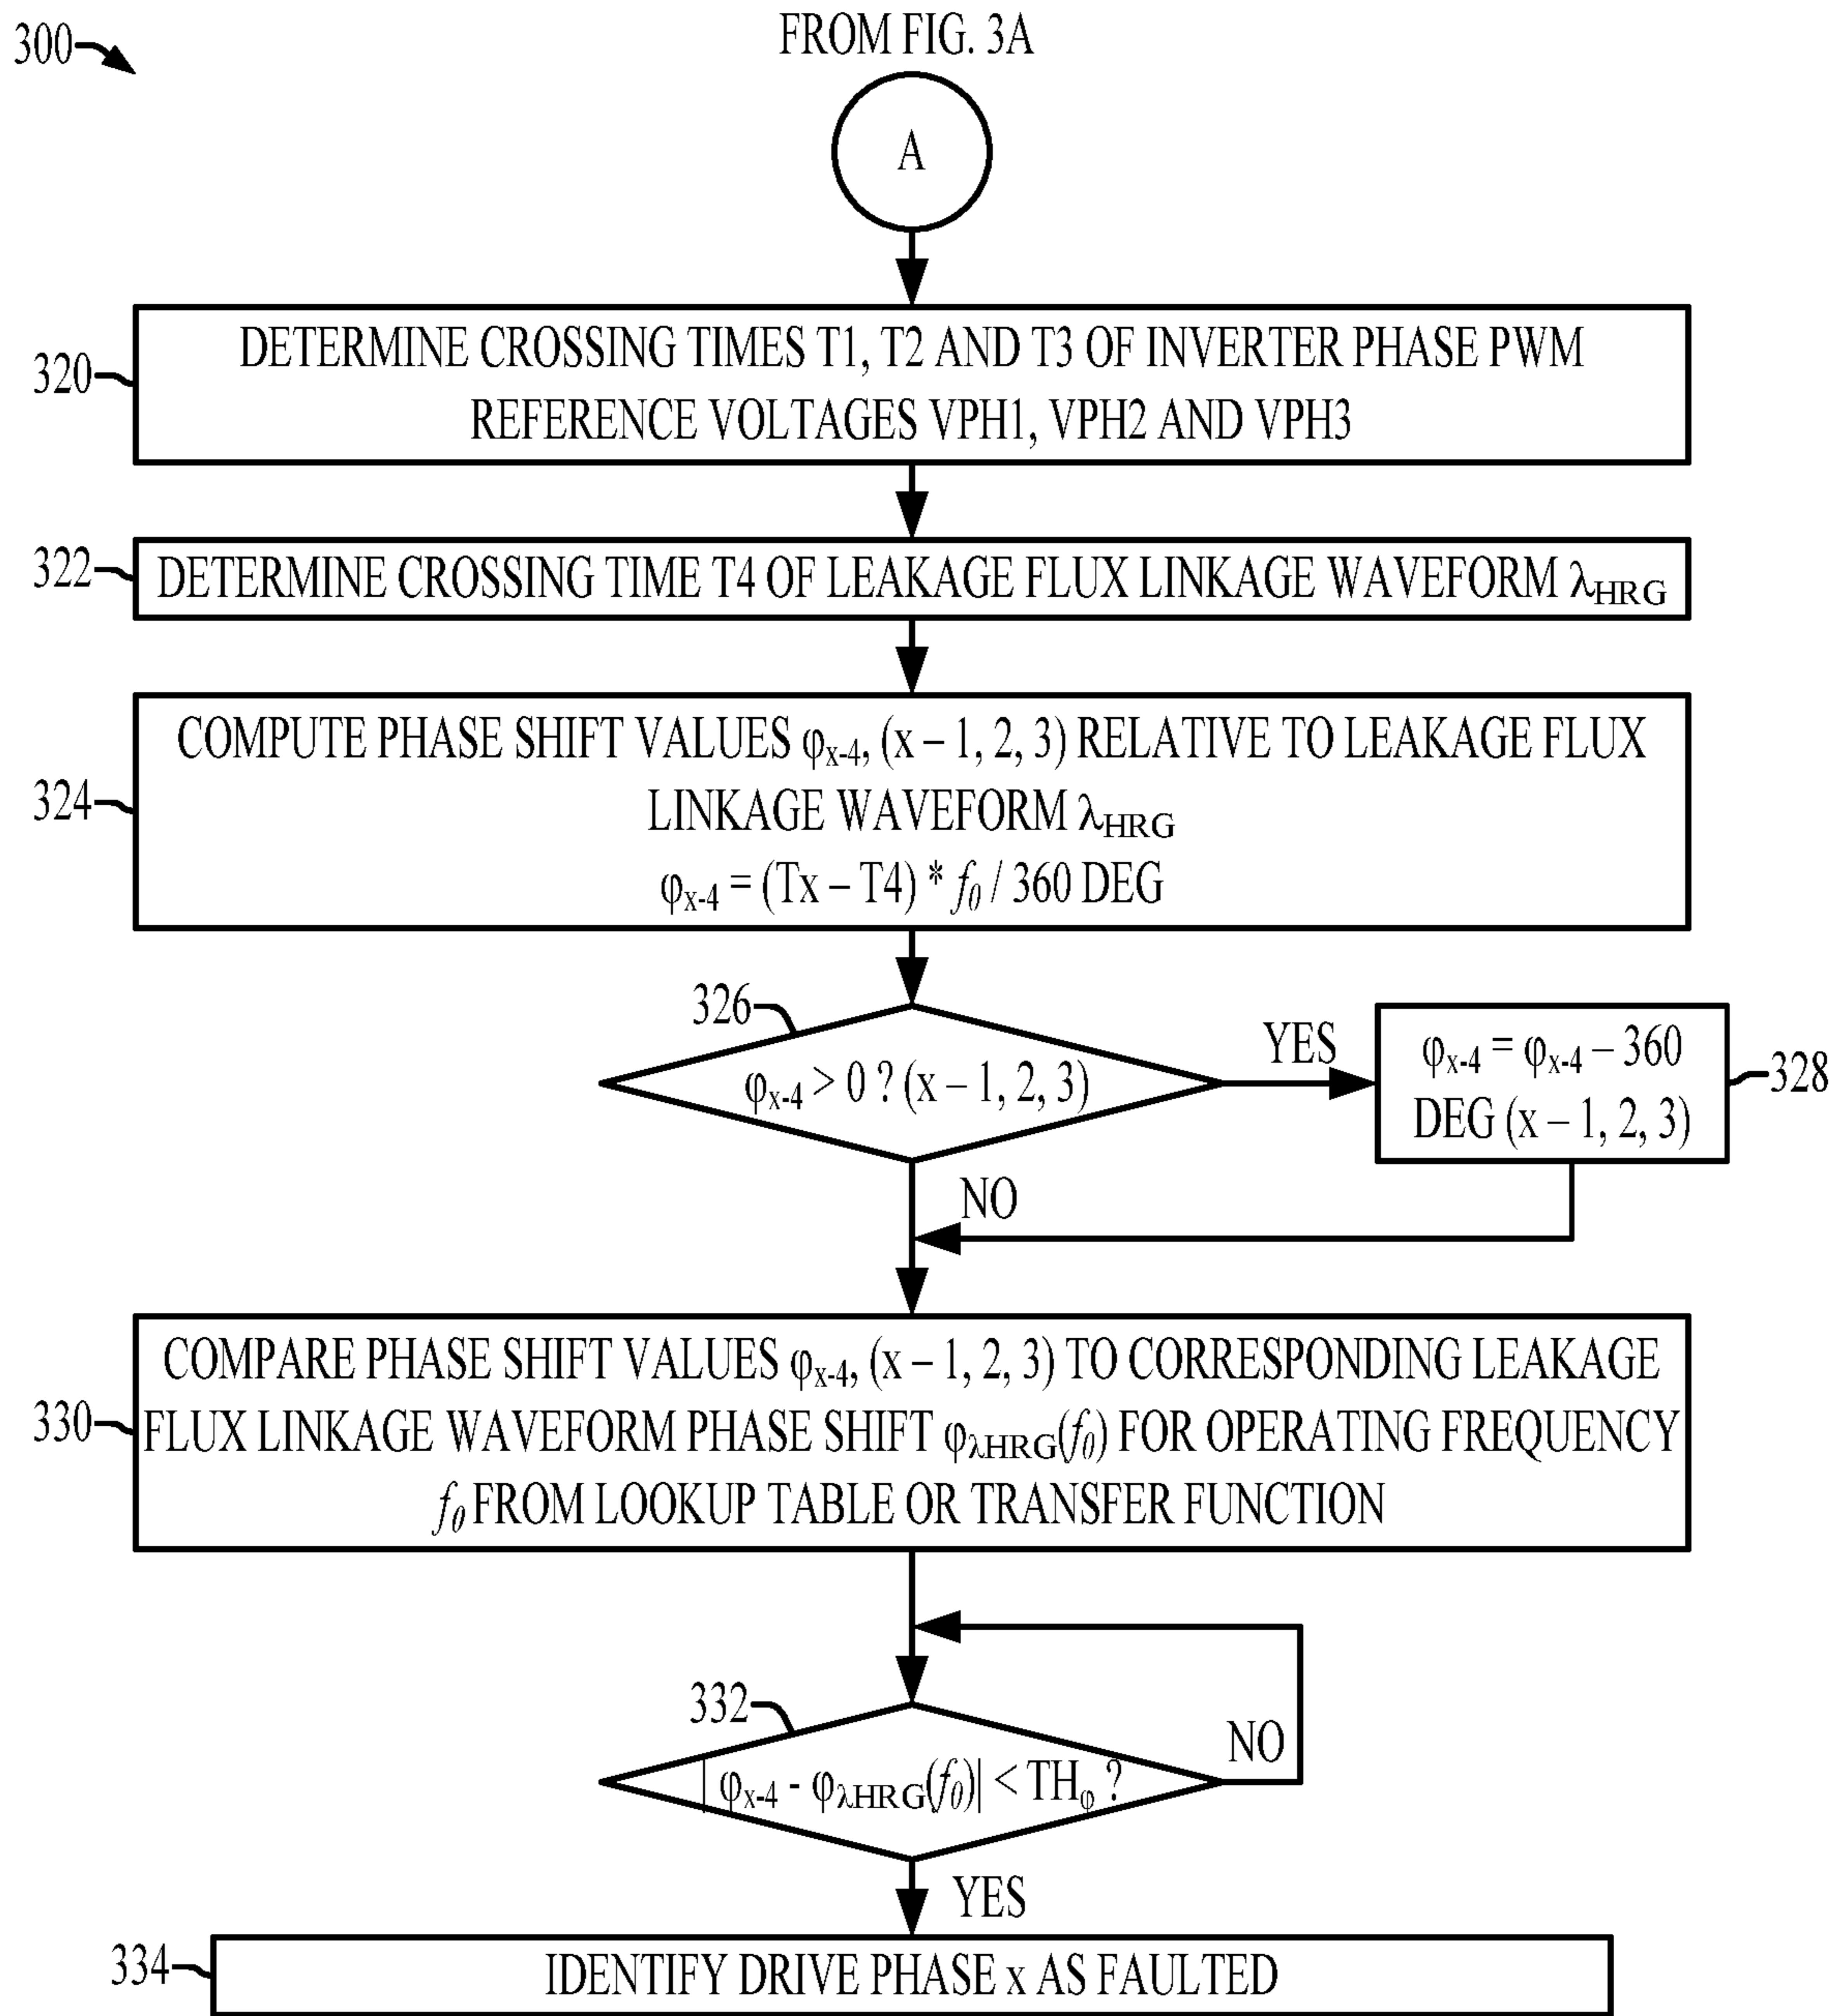 300
FROM FIG. 3A
A
320
DETERMINE CROSSING TIMES T1, T2 AND T3 OF INVERTER PHASE PWM
REFERENCE VOLTAGES VPH1, VPH2 AND VPH3
322
DETERMINE CROSSING TIME T4 OF LEAKAGE FLUX LINKAGE WAVEFORM λHRG
324
COMPUTE PHASE SHIFT VALUES φx-4, (x – 1, 2, 3) RELATIVE TO LEAKAGE FLUX
LINKAGE WAVEFORM λHRG
φx-4 = (Tx – T4) * f0 / 360 DEG
326
φx-4 > 0 ? (x – 1, 2, 3)
YES
φx-4 = φx-4 – 360
DEG (x – 1, 2, 3)
328
NO
330
COMPARE PHASE SHIFT VALUES φx-4, (x – 1, 2, 3) TO CORRESPONDING LEAKAGE
FLUX LINKAGE WAVEFORM PHASE SHIFT φλHRG(f0) FOR OPERATING FREQUENCY
f0 FROM LOOKUP TABLE OR TRANSFER FUNCTION
332
| φx-4 - φλHRG(f0)| < THφ ?
NO
YES
334
IDENTIFY DRIVE PHASE x AS FAULTED